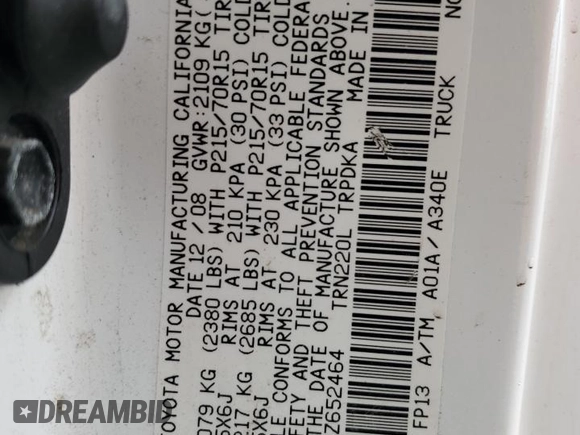 TOYOTA MOTOR MANUFACTURING CALIFORNIA
DATE 12 / 08 GVWR: 2109 KG(
079 KG (2380 LBS) WITH P215/70R15 TIR
5X6J RIMS AT 210 KPA (30 PSI) COLD
217 KG (2685 LBS) WITH P215/70R15 TIR
5X6J RIMS AT 230 KPA (33 PSI) COLD
LE CONFORMS TO ALL APPLICABLE FEDERA
FETY AND THEFT PREVENTION STANDARDS
THE DATE OF MANUFACTURE SHOWN ABOVE.
Z652464 TRN220L TRPDKA MADE IN
FP13 A/TM A01A/A340E TRUCK NO
RIDESAFELY